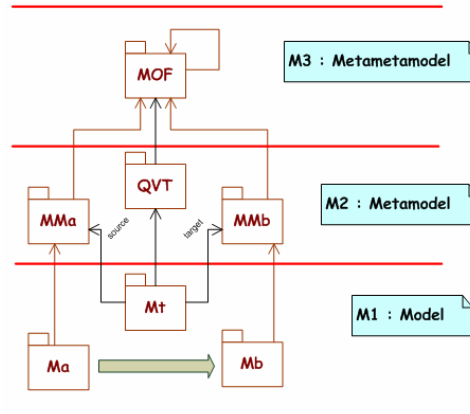 MOF
M3 : Metametamodel
QVT
MMa
source
target
MMb
M2 : Metamodel
Mt
M1 : Model
Ma
Mb